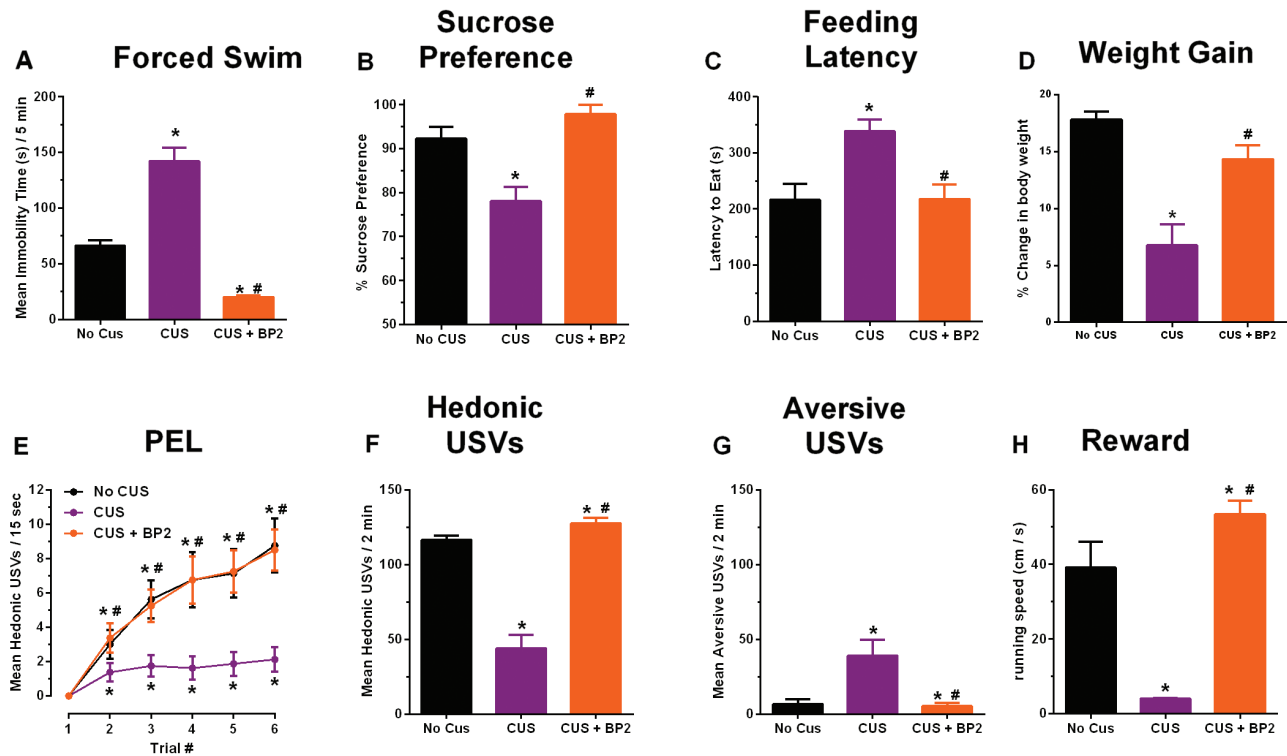 A
Forced Swim
Mean Immobility Time (s) / 5 min
200
150
100
50
0
*
* #
No Cus
CUS
CUS + BP2
B
Sucrose
Preference
% Sucrose Preference
100
90
80
70
60
50
*
#
No CUS
CUS
CUS + BP2
C
Feeding
Latency
Latency to Eat (s)
400
300
200
100
0
*
#
No Cus
CUS
CUS + BP2
D
Weight Gain
% Change in body weight
20
15
10
5
0
*
#
No CUS
CUS
CUS + BP2
E
PEL
Mean Hedonic USVs / 15 sec
12
10
8
6
4
2
0
No CUS
CUS
CUS + BP2
* #
* #
* #
* #
* #
*
*
*
*
*
1 2 3 4 5 6
Trial #
F
Hedonic
USVs
Mean Hedonic USVs / 2 min
150
100
50
0
*
* #
No Cus
CUS
CUS + BP2
G
Aversive
USVs
Mean Aversive USVs / 2 min
150
100
50
0
*
* #
No Cus
CUS
CUS + BP2
H
Reward
running speed (cm / s)
60
40
20
0
*
* #
No Cus
CUS
CUS + BP2